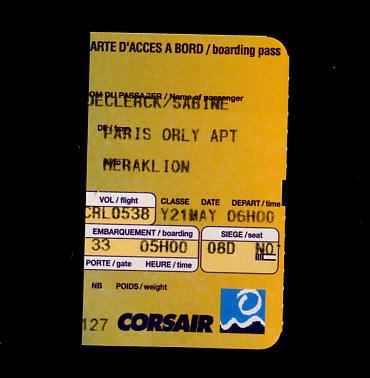 ARTE D'ACCES A BORD / boarding pass
OM DU PASSAGER / Name of passenger
DECLERCK/SABINE
DE / from
PARIS ORLY APT
HERAKLION
VOL / flight CLASSE DATE DEPART / time
CRL0538 Y21MAY 06H00
EMBARQUEMENT / boarding SIEGE / seat
33 05H00 08D NO
PORTE / gate HEURE / time
NB POIDS / weight
127 CORSAIR